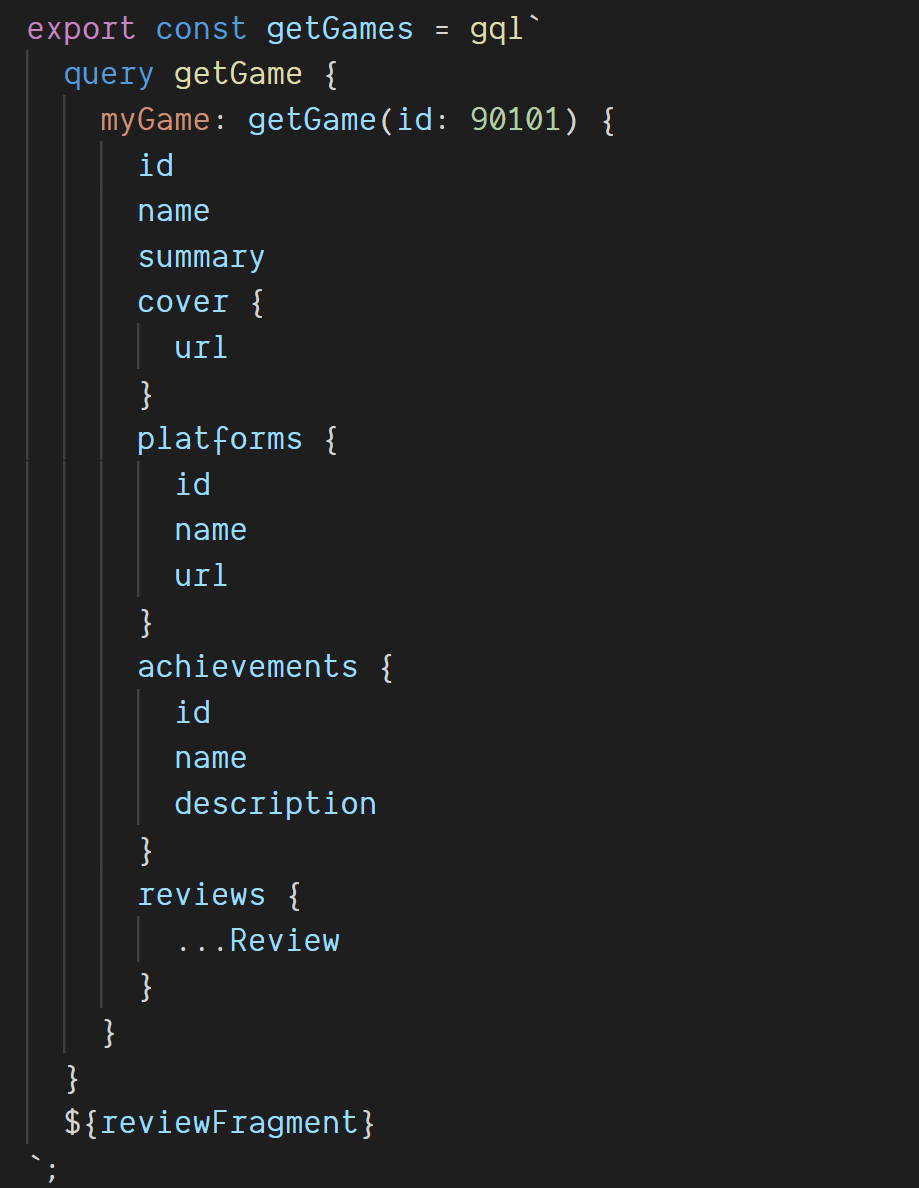 export const getGames = gql`
  query getGame {
    myGame: getGame(id: 90101) {
      id
      name
      summary
      cover {
        url
      }
      platforms {
        id
        name
        url
      }
      achievements {
        id
        name
        description
      }
      reviews {
        ...Review
      }
    }
  }
  ${reviewFragment}
`;